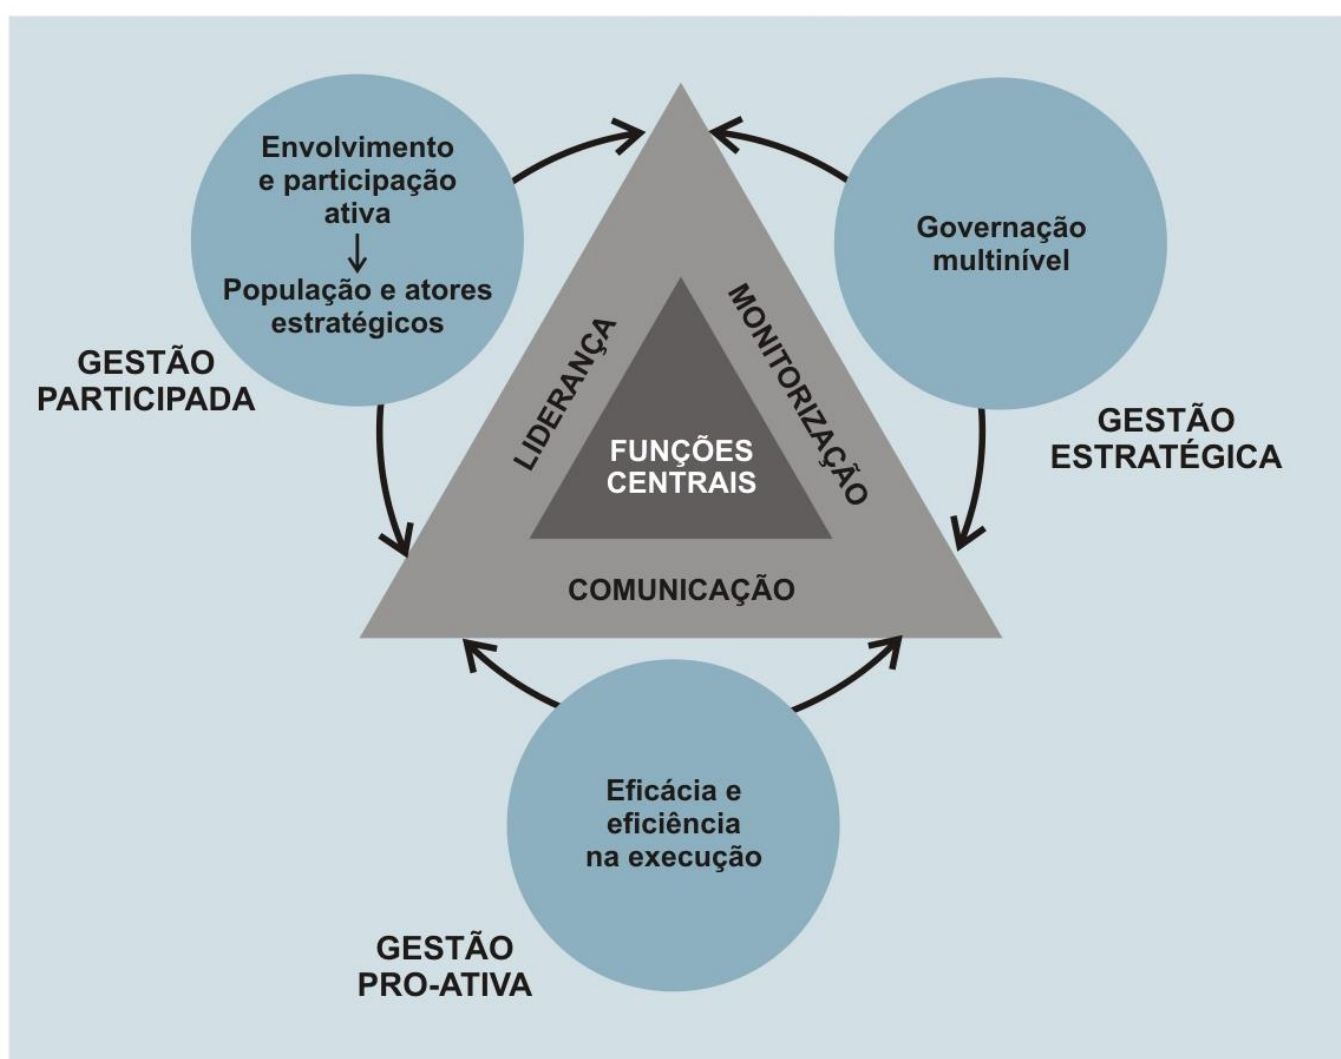 Envolvimento
e participação
ativa
População e atores
estratégicos
GESTÃO
PARTICIPADA
Governação
multinível
GESTÃO
ESTRATÉGICA
LIDERANÇA
MONITORIZAÇÃO
FUNÇÕES
CENTRAIS
COMUNICAÇÃO
Eficácia e
eficiência
na execução
GESTÃO
PRO-ATIVA